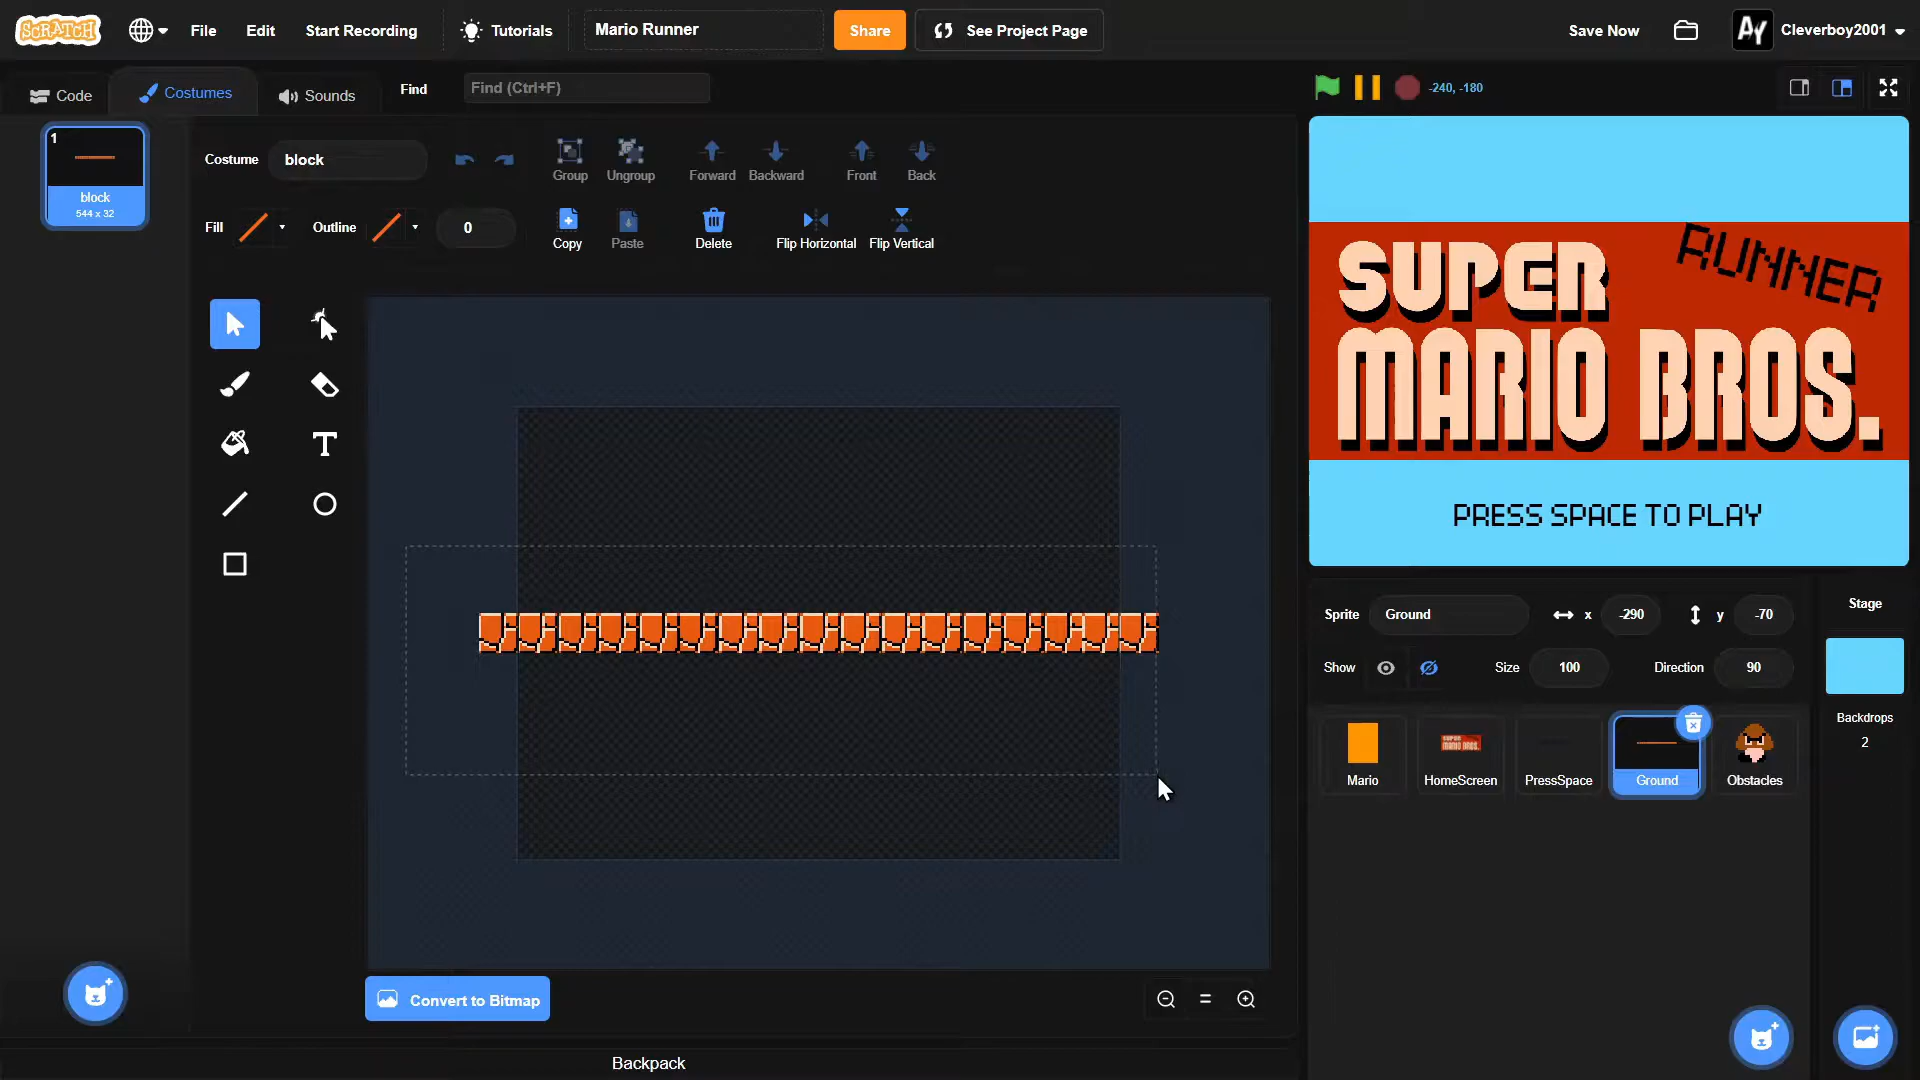 SCRATCH
File
Edit
Start Recording
Tutorials
Mario Runner
Share
See Project Page
Save Now
Ay
Cleverboy2001
Code
Costumes
Sounds
Find
Find (Ctrl+F)
-240, -180
1
block
544 x 32
Costume
block
Group
Ungroup
Forward
Backward
Front
Back
Fill
Outline
0
Copy
Paste
Delete
Flip Horizontal
Flip Vertical
T
Convert to Bitmap
Backpack
RUNNER
SUPER
MARIO BROS.
PRESS SPACE TO PLAY
Sprite
Ground
x
-290
y
-70
Show
Size
100
Direction
90
Mario
HomeScreen
PressSpace
Ground
Obstacles
Stage
Backdrops
2